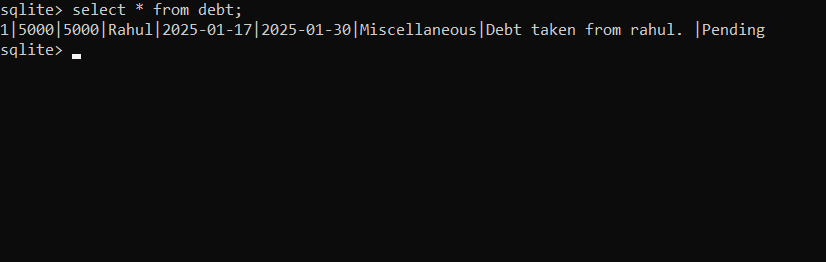 sqlite> select * from debt;
1|5000|5000|Rahul|2025-01-17|2025-01-30|Miscellaneous|Debt taken from rahul. |Pending
sqlite>